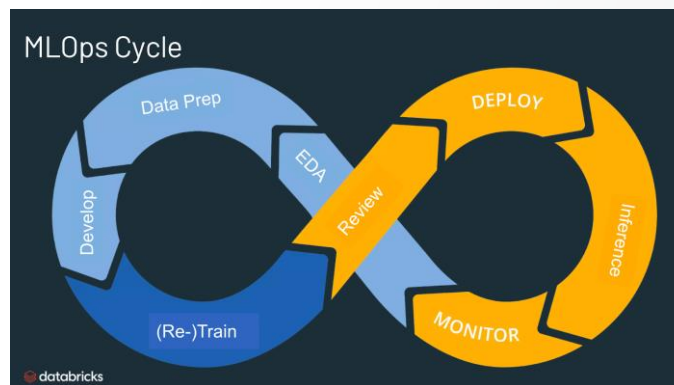 MLOps Cycle
Data Prep
DEPLOY
EDA
Develop
Review
Inference
(Re-)Train
MONITOR
databricks